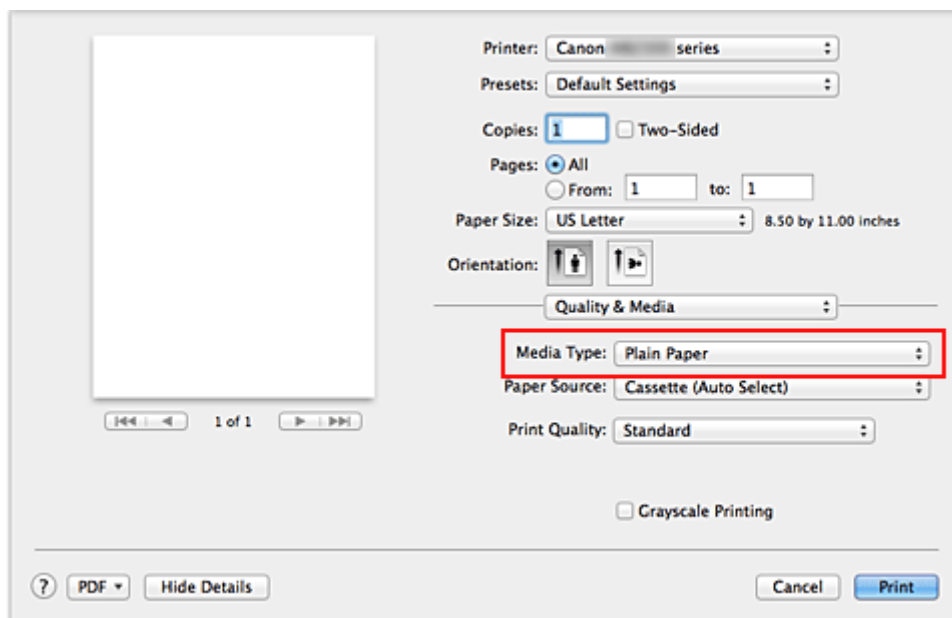 Printer: Canon series
Presets: Default Settings
Copies: 1 Two-Sided
Pages: All
From: 1 to: 1
Paper Size: US Letter 8.50 by 11.00 inches
Orientation:
Quality & Media
Media Type: Plain Paper
Paper Source: Cassette (Auto Select)
1 of 1
Print Quality: Standard
Grayscale Printing
? PDF Hide Details Cancel Print